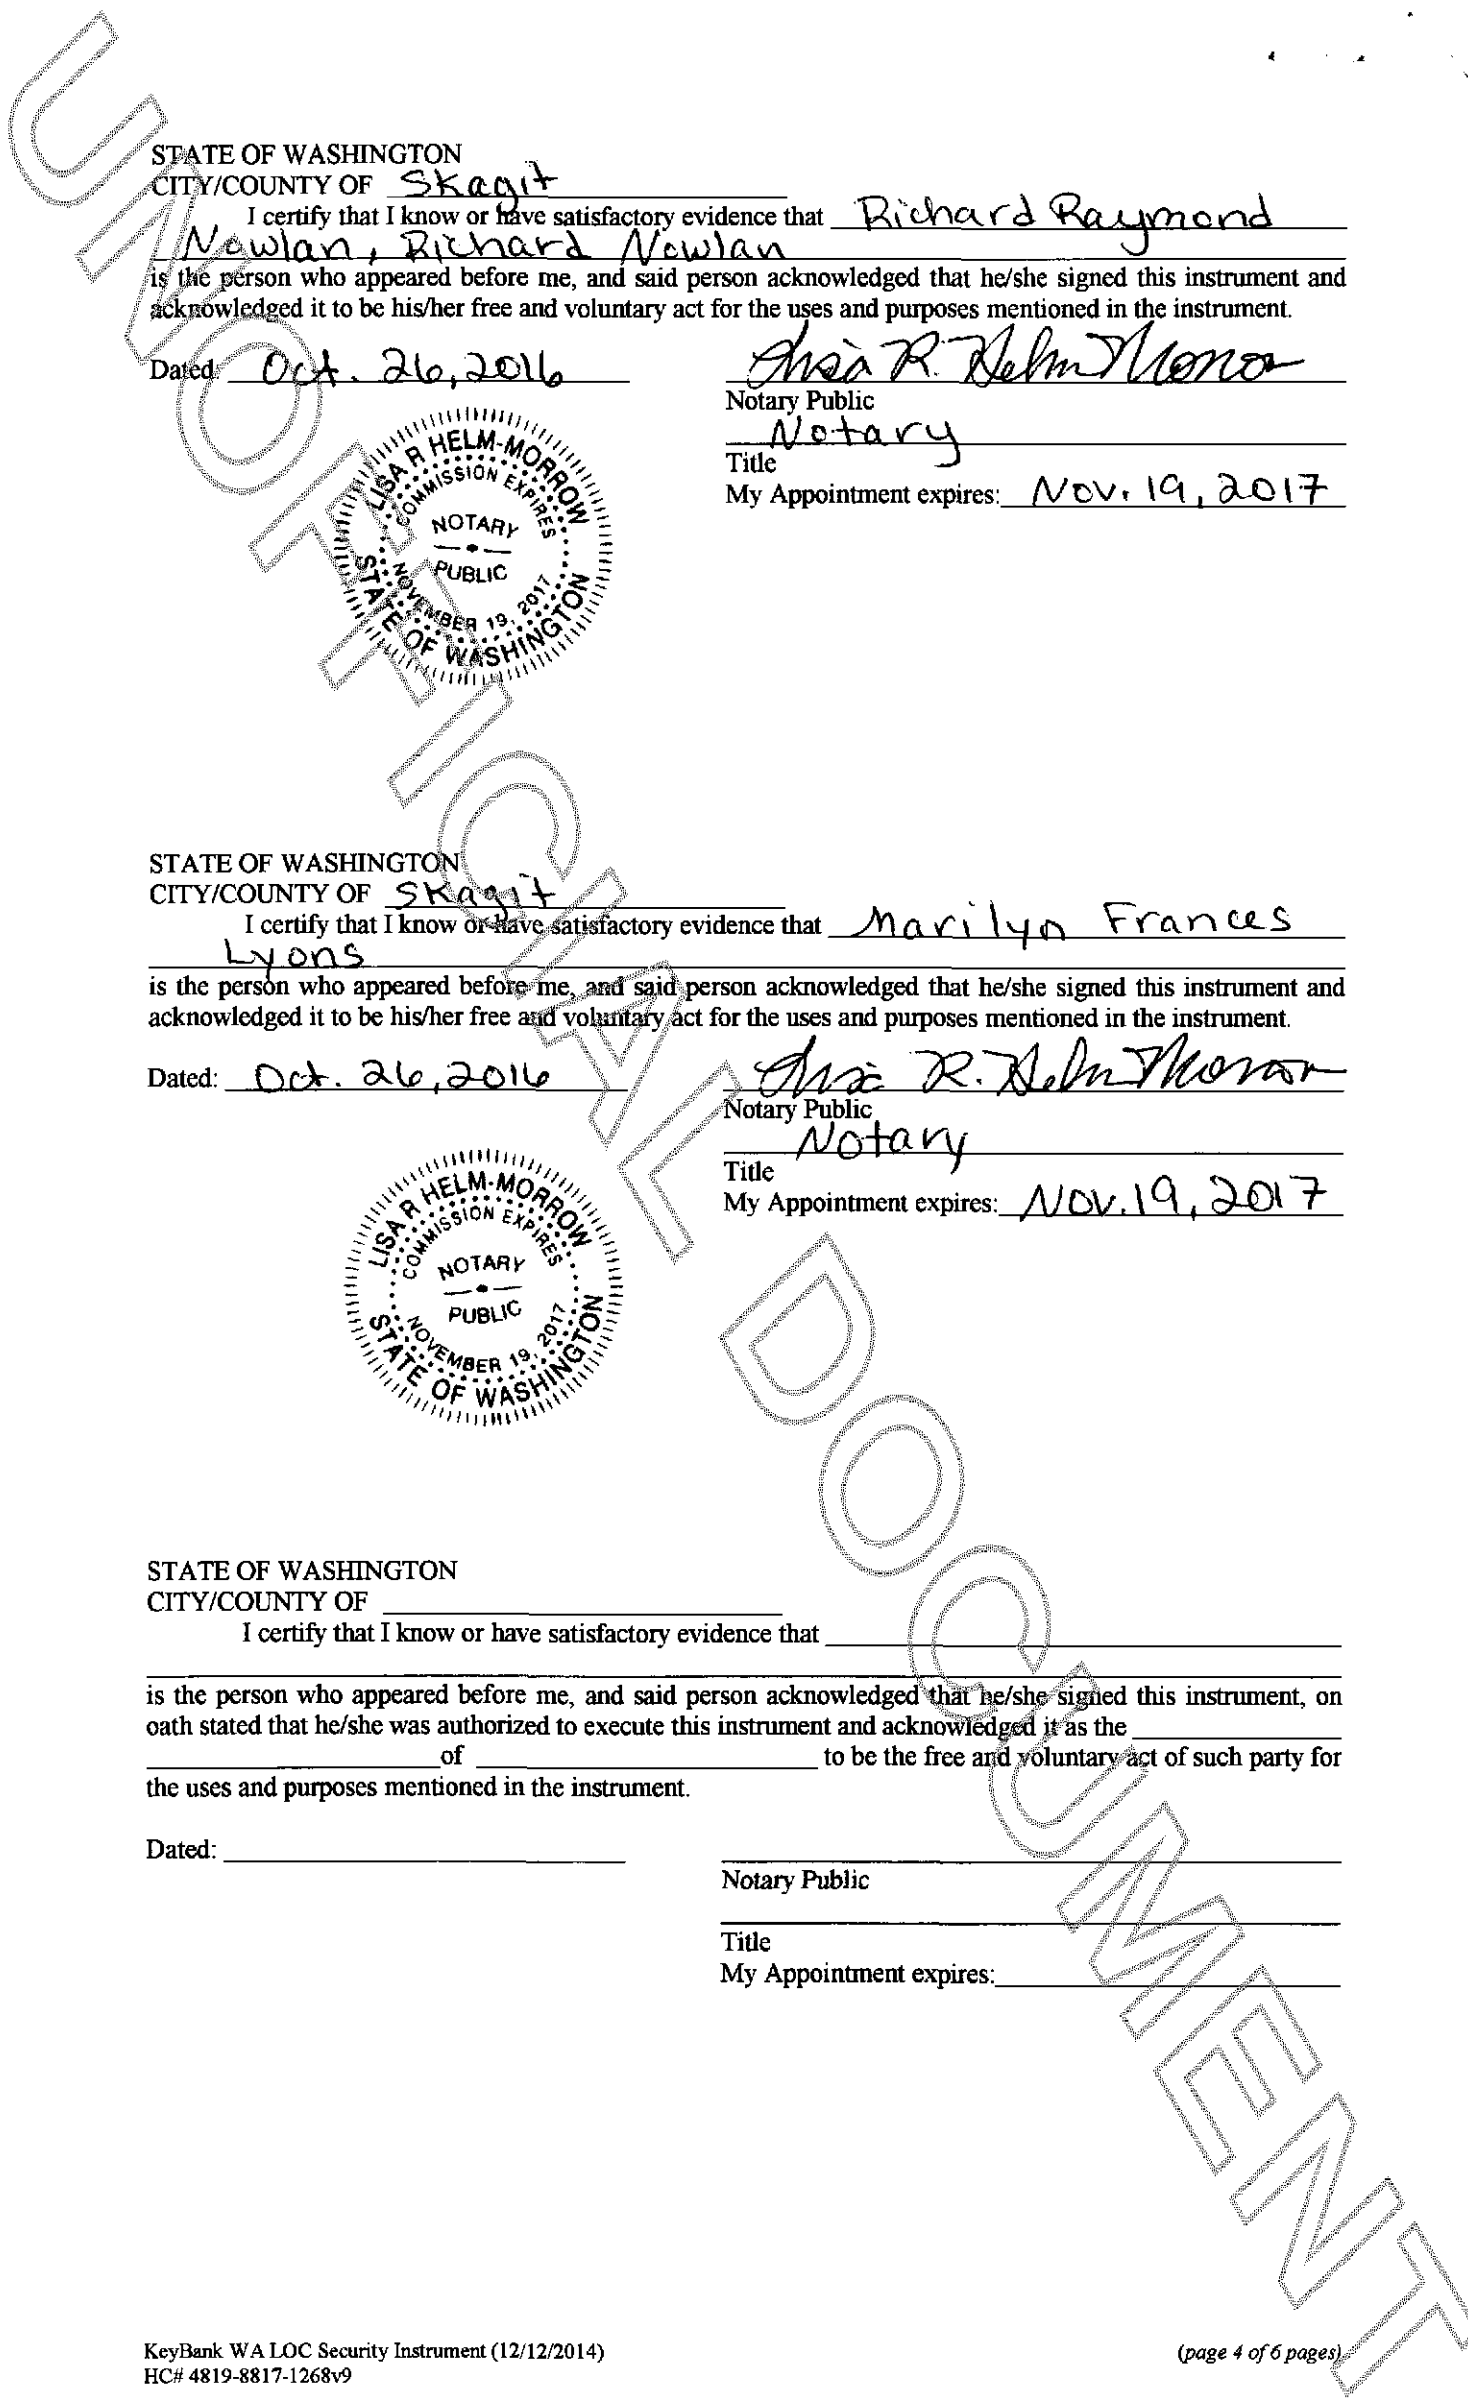 STATE OF WASHINGTON
CITY/COUNTY OF Skagit
I certify that I know or have satisfactory evidence that Richard Raymond
Nowlan, Richard Nowlan
is the person who appeared before me, and said person acknowledged that he/she signed this instrument and
acknowledged it to be his/her free and voluntary act for the uses and purposes mentioned in the instrument.
Dated: Oct. 26, 2016
Lisa R. Helm-Morrow
Notary Public
Notary
Title
My Appointment expires: Nov. 19, 2017
LISA R HELM-MORROW
COMMISSION EXPIRES
NOTARY
PUBLIC
NOVEMBER 19, 2017
STATE OF WASHINGTON
STATE OF WASHINGTON
CITY/COUNTY OF Skagit
I certify that I know or have satisfactory evidence that Marilyn Frances
Lyons
is the person who appeared before me, and said person acknowledged that he/she signed this instrument and
acknowledged it to be his/her free and voluntary act for the uses and purposes mentioned in the instrument.
Dated: Oct. 26, 2016
Lisa R. Helm-Morrow
Notary Public
Notary
Title
My Appointment expires: Nov. 19, 2017
LISA R HELM-MORROW
COMMISSION EXPIRES
NOTARY
PUBLIC
NOVEMBER 19, 2017
STATE OF WASHINGTON
STATE OF WASHINGTON
CITY/COUNTY OF
I certify that I know or have satisfactory evidence that
is the person who appeared before me, and said person acknowledged that he/she signed this instrument, on
oath stated that he/she was authorized to execute this instrument and acknowledged it as the
of to be the free and voluntary act of such party for
the uses and purposes mentioned in the instrument.
Dated:
Notary Public
Title
My Appointment expires:
KeyBank WA LOC Security Instrument (12/12/2014)
HC# 4819-8817-1268v9
(page 4 of 6 pages)
UNOFFICIAL DOCUMENT